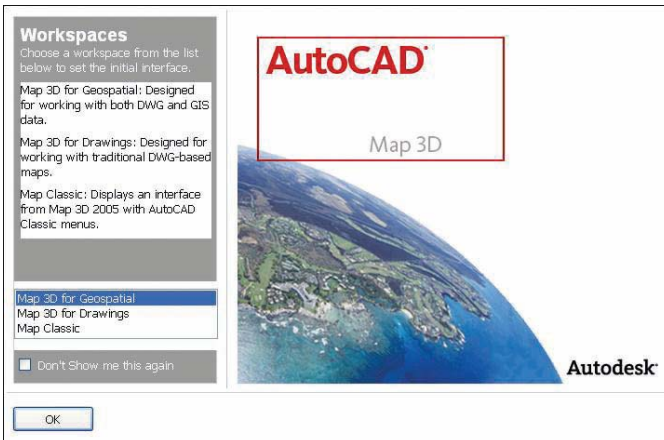 Workspaces
Choose a workspace from the list
below to set the initial interface.
Map 3D for Geospatial: Designed
for working with both DWG and GIS
data.
Map 3D for Drawings: Designed for
working with traditional DWG-based
maps.
Map Classic: Displays an interface
from Map 3D 2005 with AutoCAD
Classic menus.
Map 3D for Geospatial
Map 3D for Drawings
Map Classic
Don't Show me this again
OK
AutoCAD
Map 3D
Autodesk